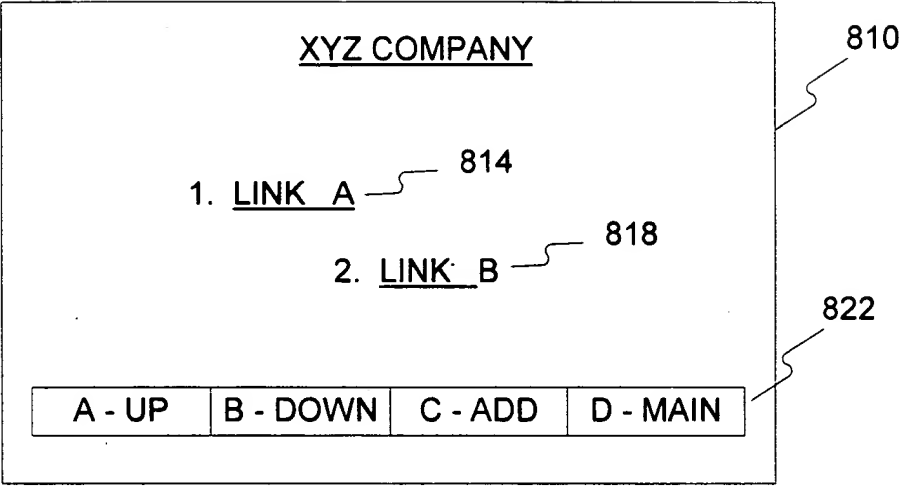 XYZ COMPANY
810
1. LINK A
814
2. LINK B
818
822
A - UP B - DOWN C - ADD D - MAIN